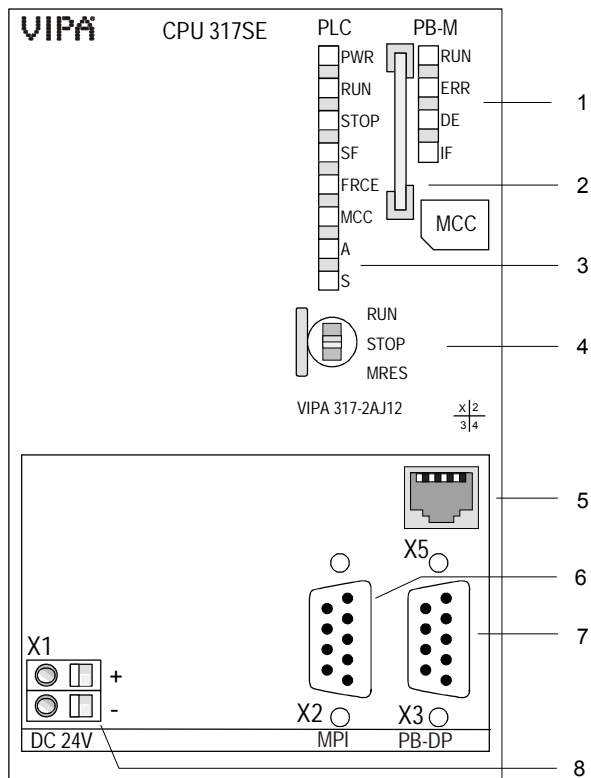 VIPA CPU 317SE PLC PB-M
PWR RUN
RUN ERR
STOP DE
SF IF
FRCE
MCC
A
S
MCC
1
2
3
RUN
STOP
MRES
4
VIPA 317-2AJ12
X 2
3 4
5
X5
6
7
X1
+
-
X2 X3
DC 24V MPI PB-DP
8